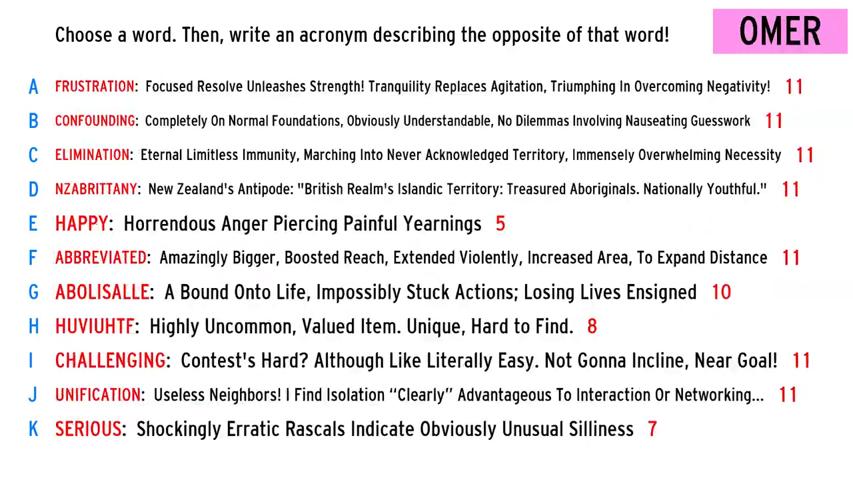 Choose a word. Then, write an acronym describing the opposite of that word!
OMER
A FRUSTRATION: Focused Resolve Unleashes Strength! Tranquility Replaces Agitation, Triumphing In Overcoming Negativity! 11
B CONFOUNDING: Completely On Normal Foundations, Obviously Understandable, No Dilemmas Involving Nauseating Guesswork 11
C ELIMINATION: Eternal Limitless Immunity, Marching Into Never Acknowledged Territory, Immensely Overwhelming Necessity 11
D NZABRITTANY: New Zealand's Antipode: "British Realm's Islandic Territory: Treasured Aboriginals. Nationally Youthful." 11
E HAPPY: Horrendous Anger Piercing Painful Yearnings 5
F ABBREVIATED: Amazingly Bigger, Boosted Reach, Extended Violently, Increased Area, To Expand Distance 11
G ABOLISALLE: A Bound Onto Life, Impossibly Stuck Actions; Losing Lives Ensigned 10
H HUVIUHTF: Highly Uncommon, Valued Item. Unique, Hard to Find. 8
I CHALLENGING: Contest's Hard? Although Like Literally Easy. Not Gonna Incline, Near Goal! 11
J UNIFICATION: Useless Neighbors! I Find Isolation “Clearly” Advantageous To Interaction Or Networking... 11
K SERIOUS: Shockingly Erratic Rascals Indicate Obviously Unusual Silliness 7